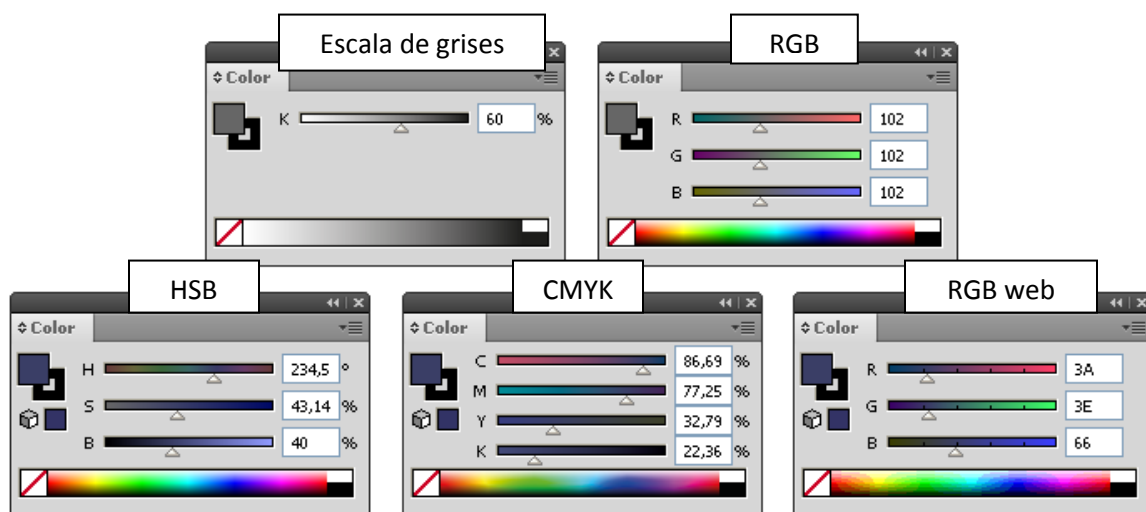 Escala de grises
RGB
Color
Color
K 60 %
R 102
G 102
B 102
HSB
CMYK
RGB web
Color
Color
Color
H 234,5 °
S 43,14 %
B 40 %
C 86,69 %
M 77,25 %
Y 32,79 %
K 22,36 %
R 3A
G 3E
B 66